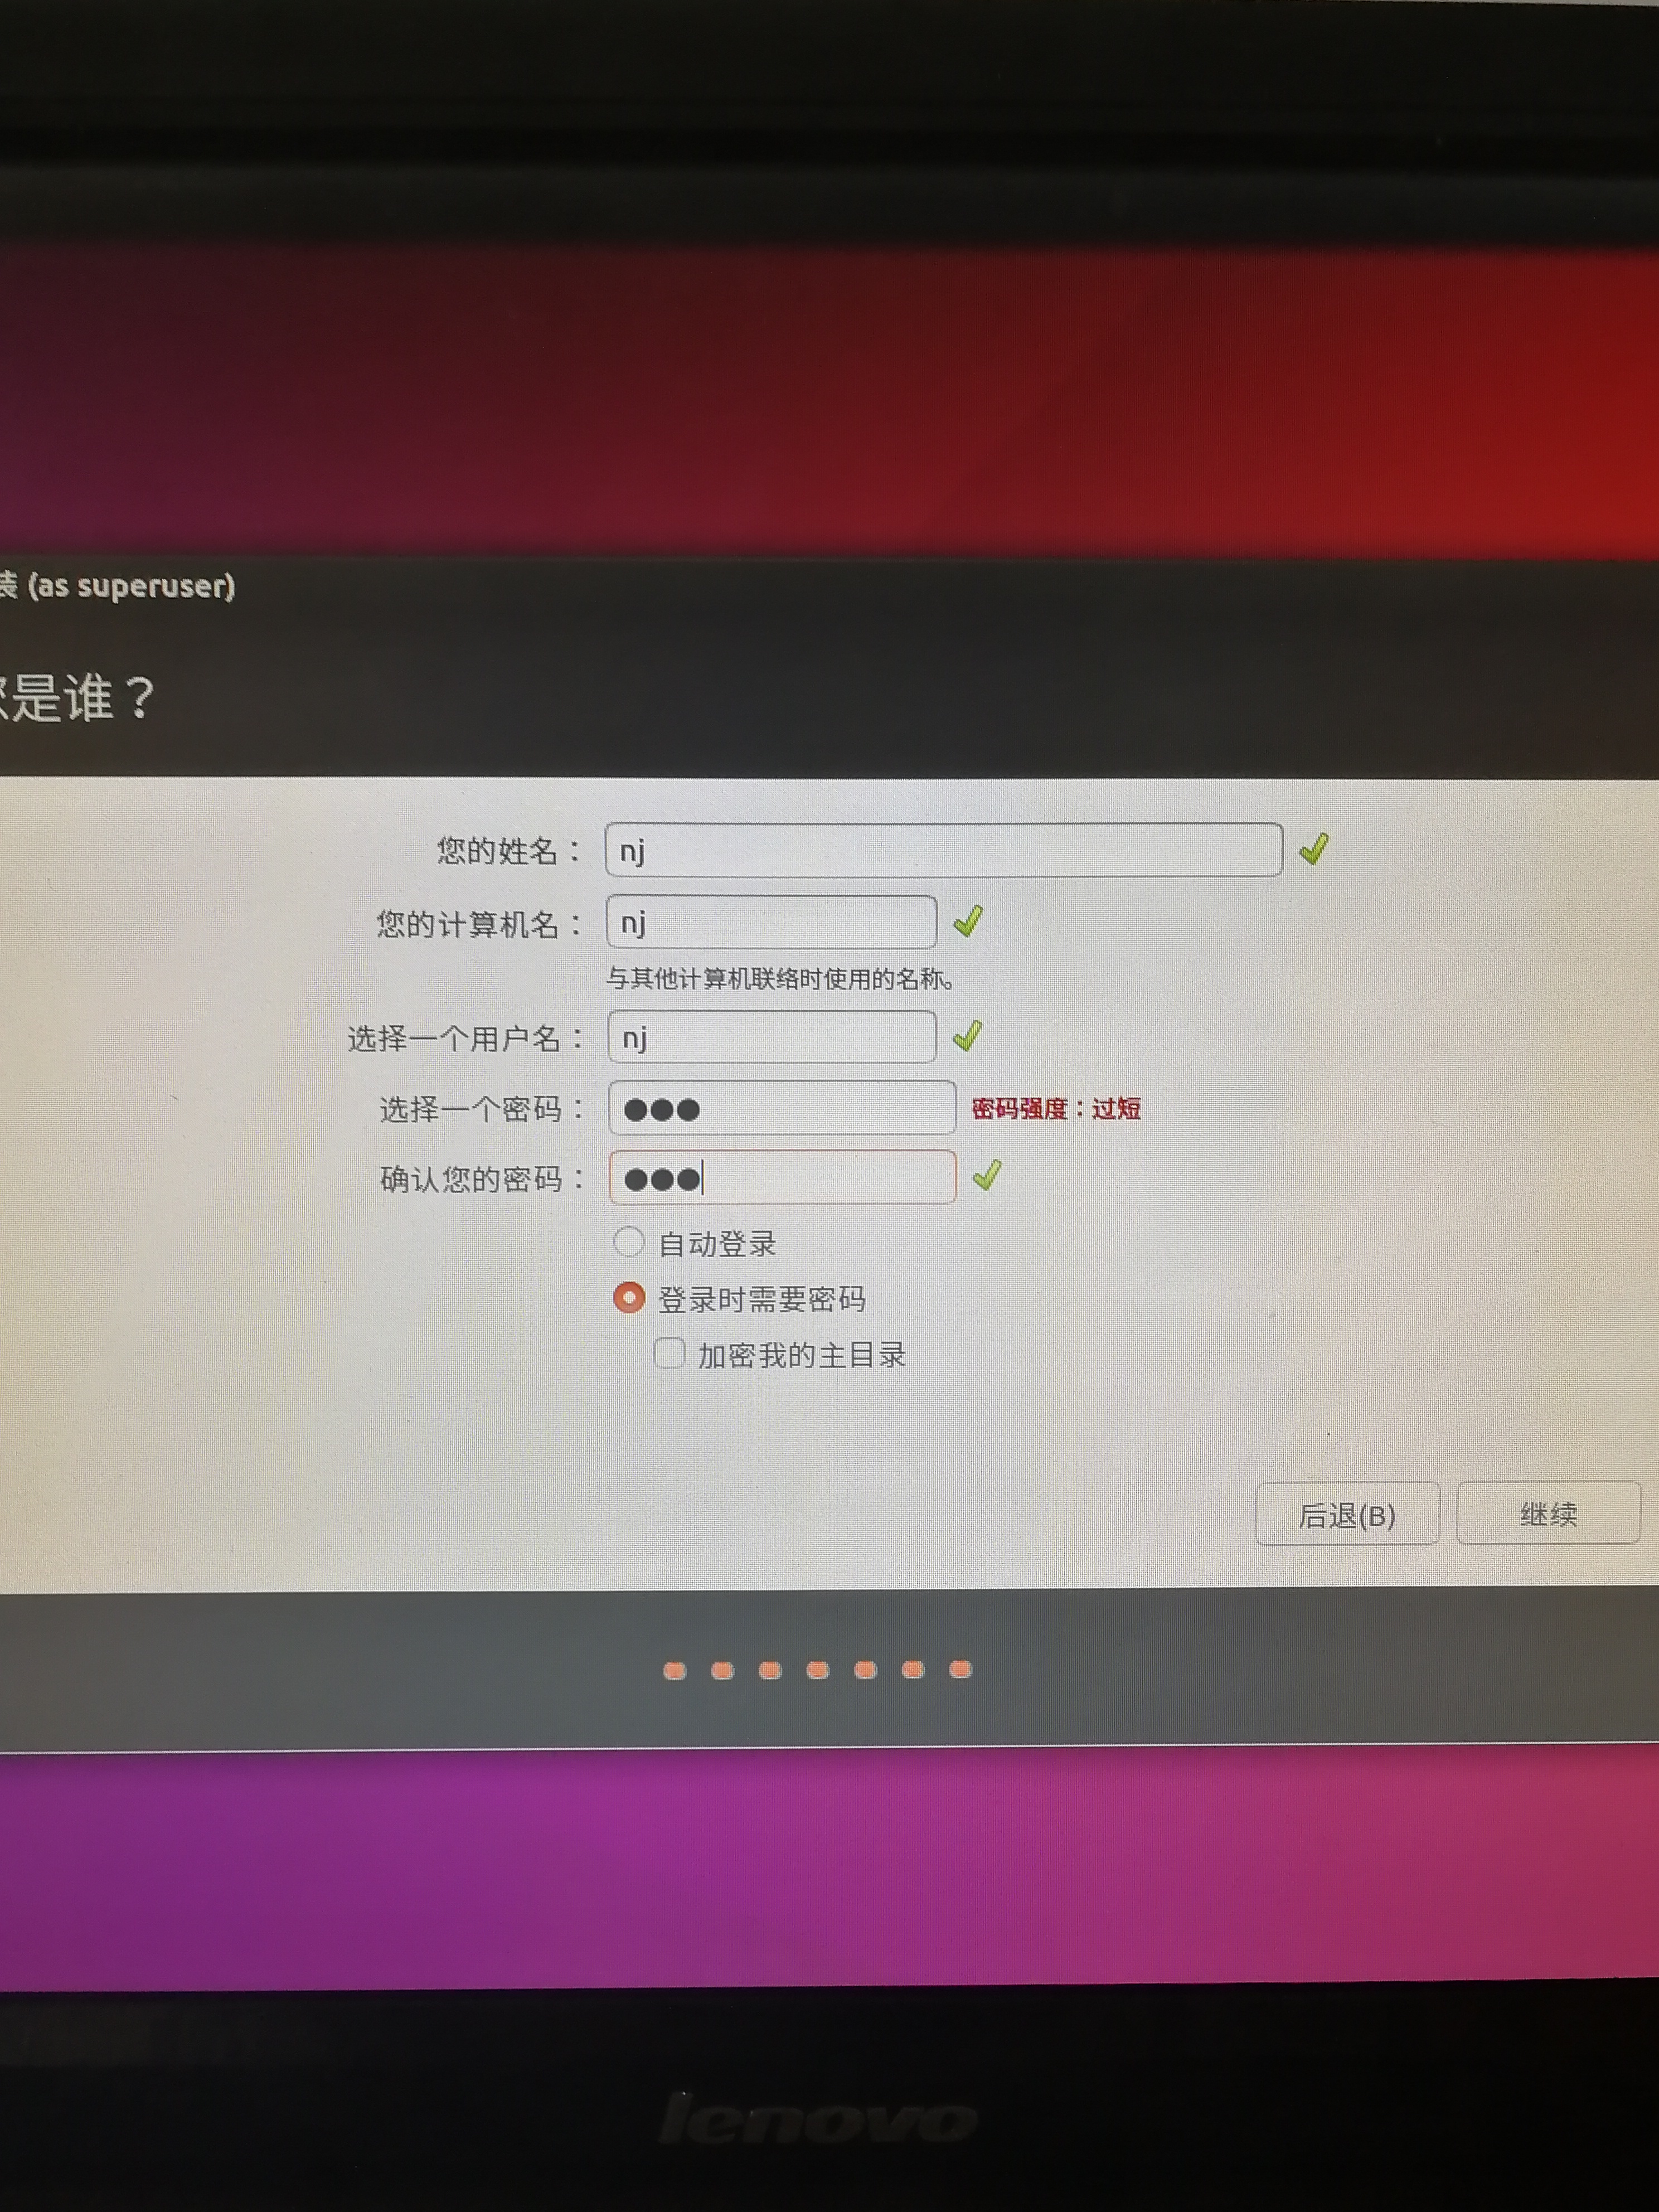 装 (as superuser)
您是谁？
您的姓名： nj
您的计算机名： nj
与其他计算机联络时使用的名称。
选择一个用户名： nj
选择一个密码： ●●● 密码强度：过短
确认您的密码： ●●●
自动登录
登录时需要密码
加密我的主目录
后退(B) 继续
lenovo